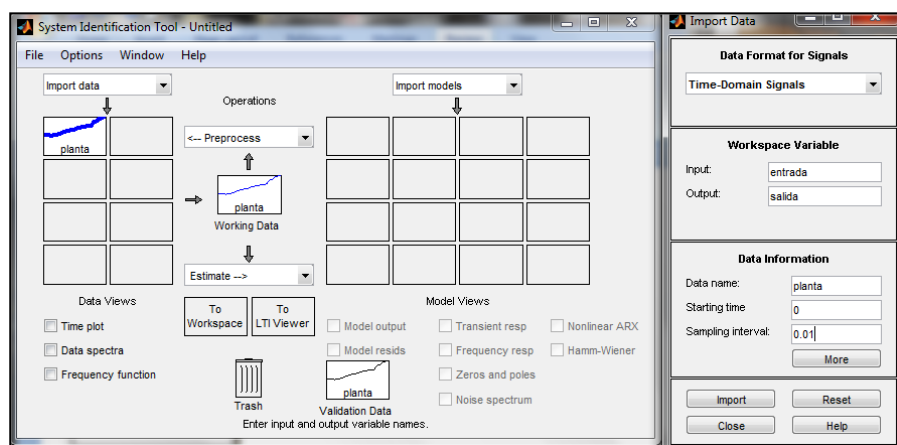 System Identification Tool - Untitled
File Options Window Help
Import data
Operations
Import models
<-- Preprocess
planta
planta
Working Data
Estimate -->
Data Views
Time plot
Data spectra
Frequency function
To Workspace
To LTI Viewer
Trash
Model Views
Model output
Model resids
Transient resp
Frequency resp
Zeros and poles
Noise spectrum
Nonlinear ARX
Hamm-Wiener
planta
Validation Data
Enter input and output variable names.
Import Data
Data Format for Signals
Time-Domain Signals
Workspace Variable
Input: entrada
Output: salida
Data Information
Data name: planta
Starting time 0
Sampling interval: 0.01
More
Import Reset
Close Help